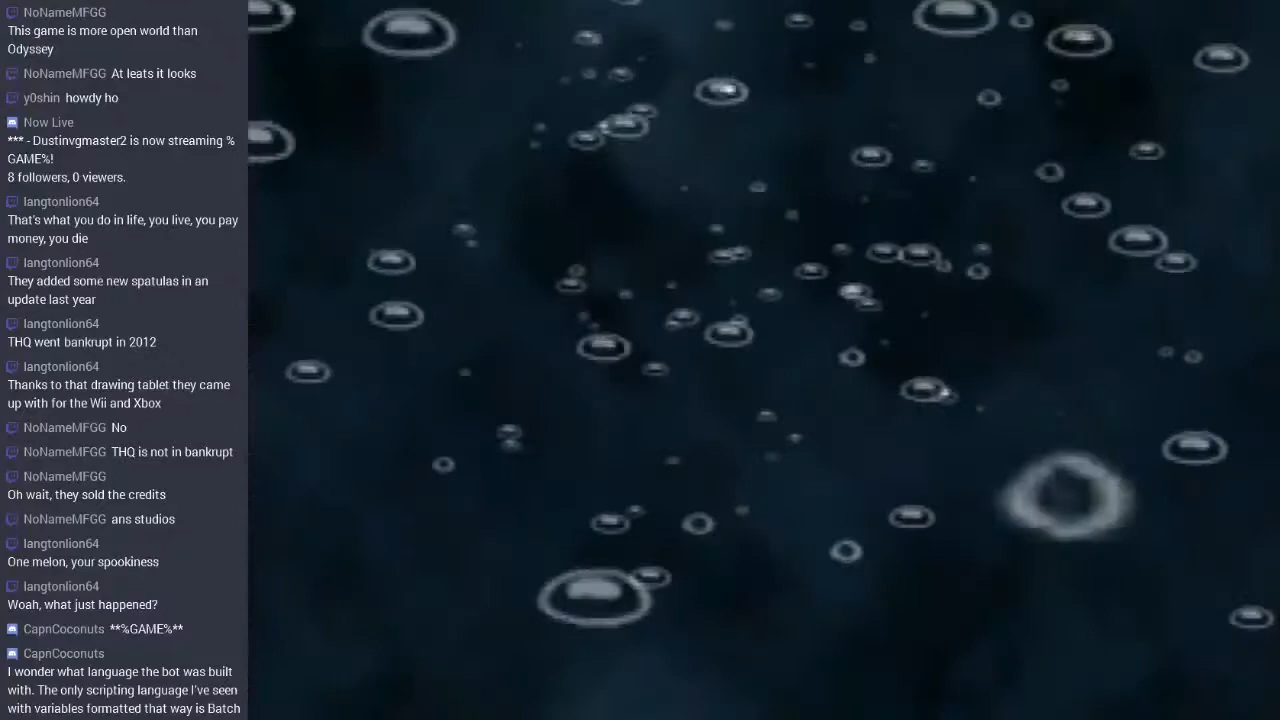 NoNameMFGG
This game is more open world than
Odyssey
NoNameMFGG At leats it looks
y0shin howdy ho
Now Live
*** - Dustinvgmaster2 is now streaming %
GAME%!
8 followers, 0 viewers.
langtonlion64
That's what you do in life, you live, you pay
money, you die
langtonlion64
They added some new spatulas in an
update last year
langtonlion64
THQ went bankrupt in 2012
langtonlion64
Thanks to that drawing tablet they came
up with for the Wii and Xbox
NoNameMFGG No
NoNameMFGG THQ is not in bankrupt
NoNameMFGG
Oh wait, they sold the credits
NoNameMFGG ans studios
langtonlion64
One melon, your spookiness
langtonlion64
Woah, what just happened?
CapnCoconuts **%GAME%**
CapnCoconuts
I wonder what language the bot was built
with. The only scripting language I've seen
with variables formatted that way is Batch